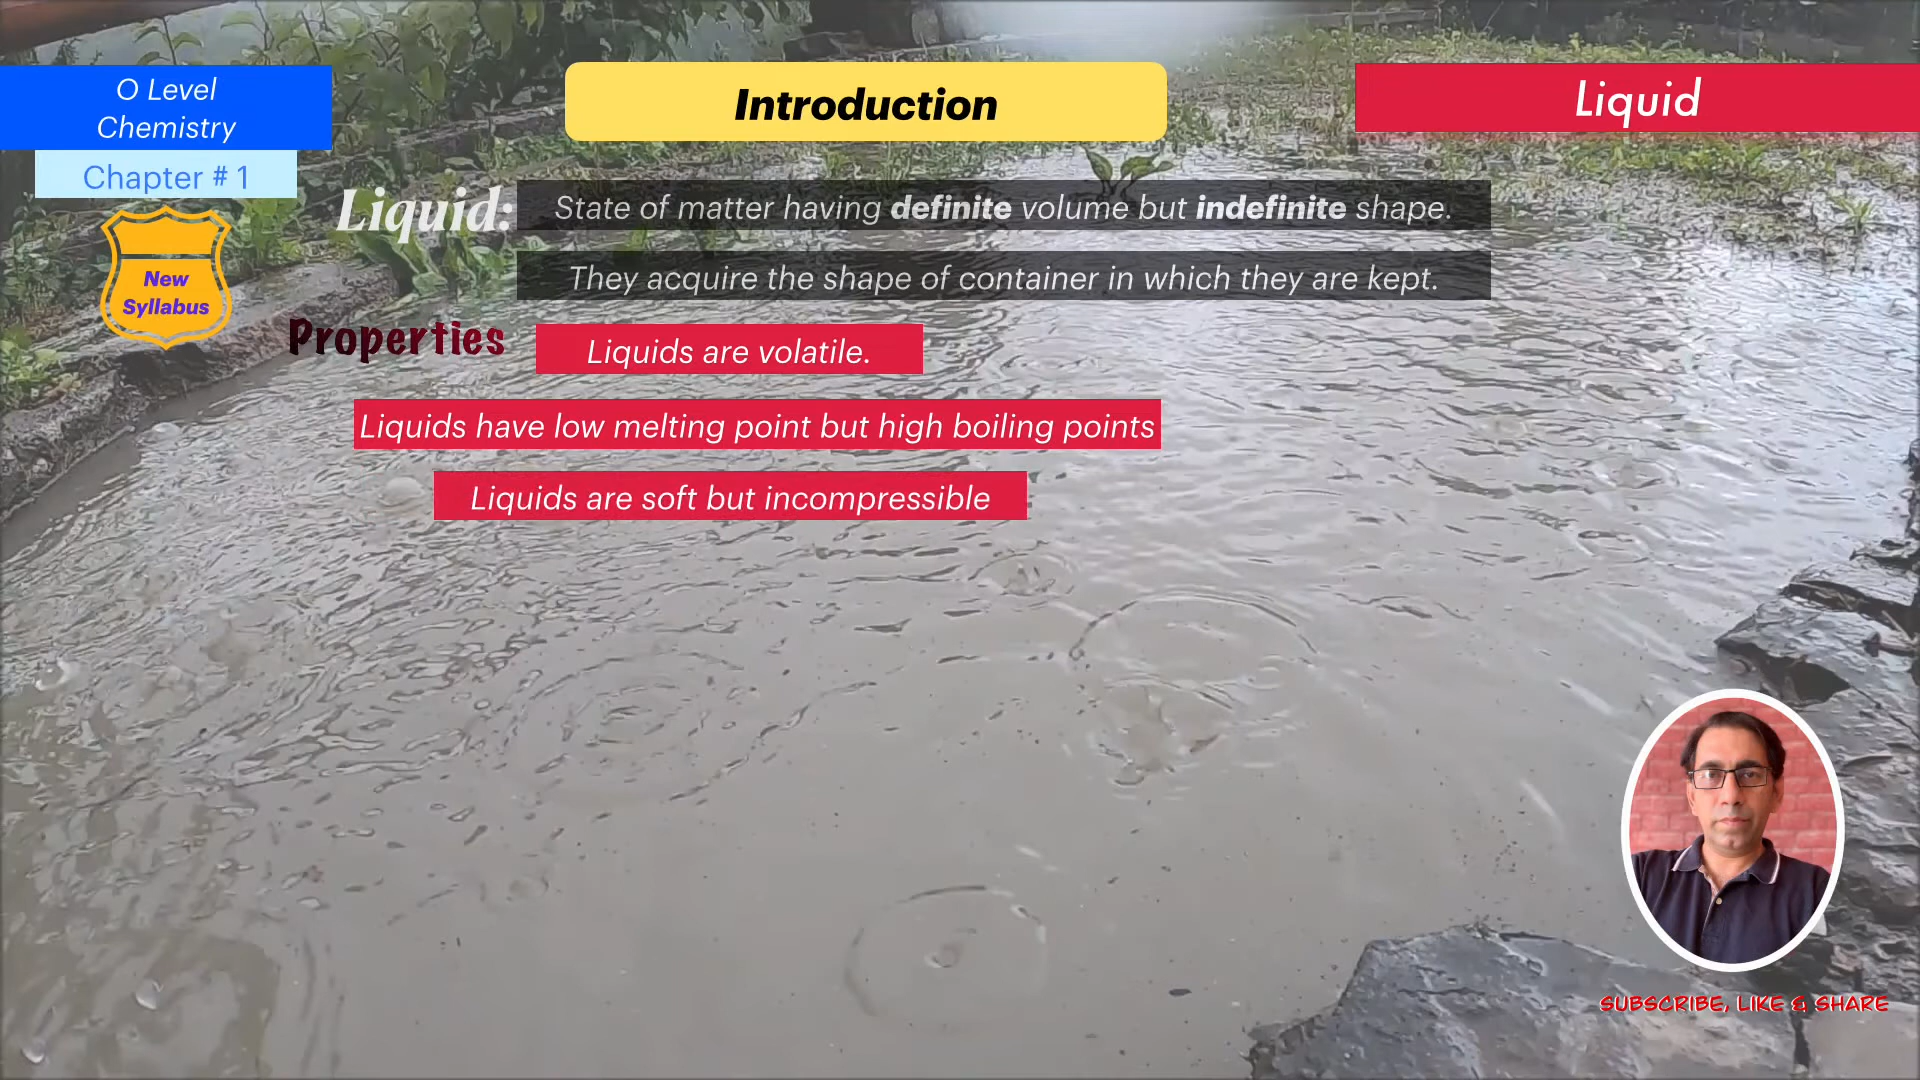 O Level
Chemistry
Introduction
Liquid
Chapter # 1
Liquid: State of matter having definite volume but indefinite shape.
They acquire the shape of container in which they are kept.
New
Syllabus
Properties Liquids are volatile.
Liquids have low melting point but high boiling points
Liquids are soft but incompressible
SUBSCRIBE, LIKE & SHARE